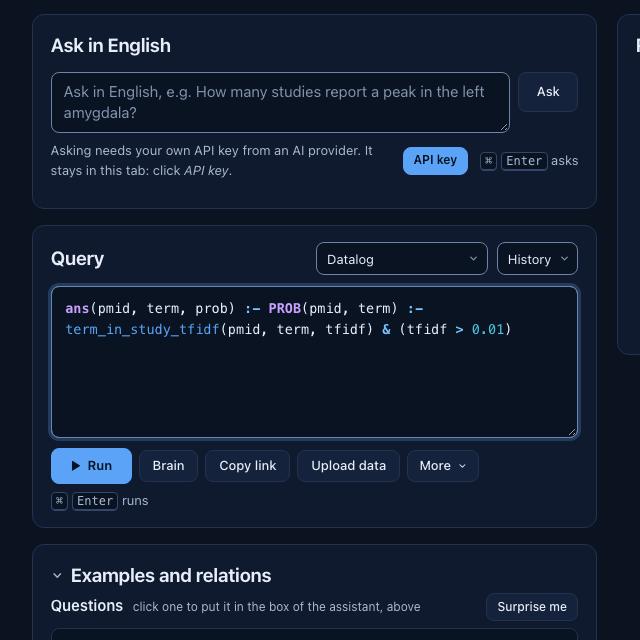 Ask in English
Ask in English, e.g. How many studies report a peak in the left
amygdala?
Ask
Asking needs your own API key from an AI provider. It
stays in this tab: click API key.
API key
⌘ Enter asks
Query
Datalog
History
ans(pmid, term, prob) :- PROB(pmid, term) :-
term_in_study_tfidf(pmid, term, tfidf) & (tfidf > 0.01)
Run
Brain
Copy link
Upload data
More
⌘ Enter runs
Examples and relations
Questions click one to put it in the box of the assistant, above
Surprise me